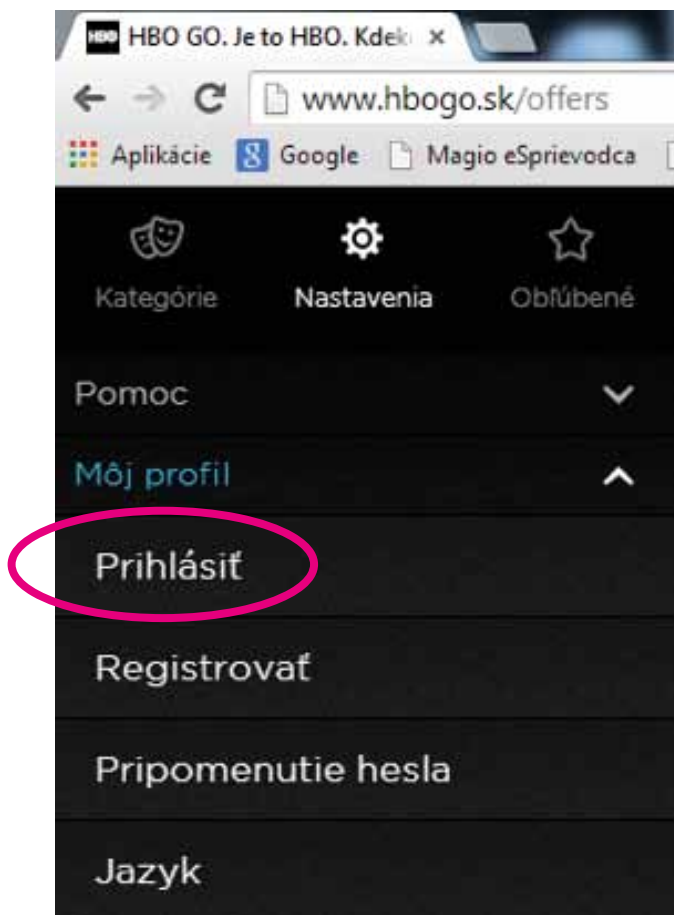 HBO HBO GO. Je to HBO. Kdek
www.hbogo.sk/offers
Aplikácie Google Magio eSprievodca
Kategórie Nastavenia Obľúbené
Pomoc
Môj profil
Prihlásiť
Registrovať
Pripomenutie hesla
Jazyk